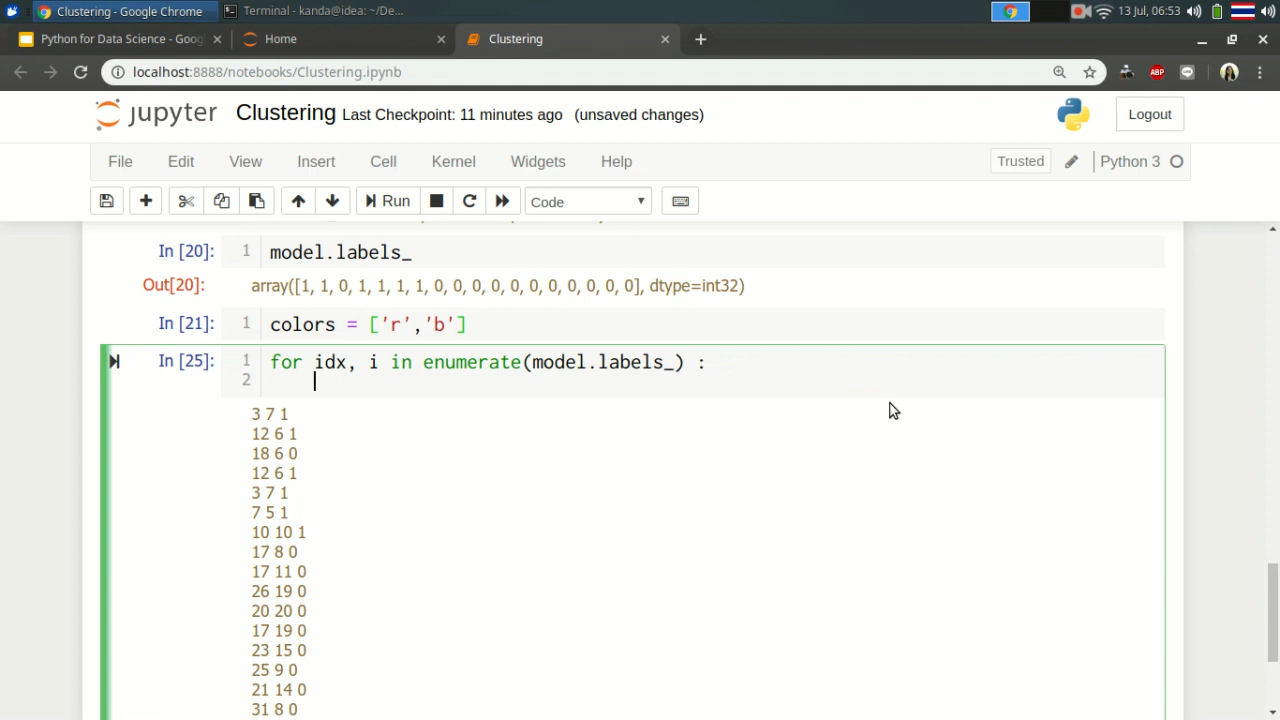 Clustering - Google Chrome Terminal - kanda@idea: ~/De... 13 Jul, 06:53
Python for Data Science - Goog Home Clustering
localhost:8888/notebooks/Clustering.ipynb ABP
jupyter Clustering Last Checkpoint: 11 minutes ago (unsaved changes) Logout
File Edit View Insert Cell Kernel Widgets Help Trusted Python 3
Run Code
In [20]: 1 model.labels_
Out[20]: array([1, 1, 0, 1, 1, 1, 1, 0, 0, 0, 0, 0, 0, 0, 0, 0, 0, 0], dtype=int32)
In [21]: 1 colors = ['r','b']
In [25]: 1 for idx, i in enumerate(model.labels_) :
2
3 7 1
12 6 1
18 6 0
12 6 1
3 7 1
7 5 1
10 10 1
17 8 0
17 11 0
26 19 0
20 20 0
17 19 0
23 15 0
25 9 0
21 14 0
31 8 0